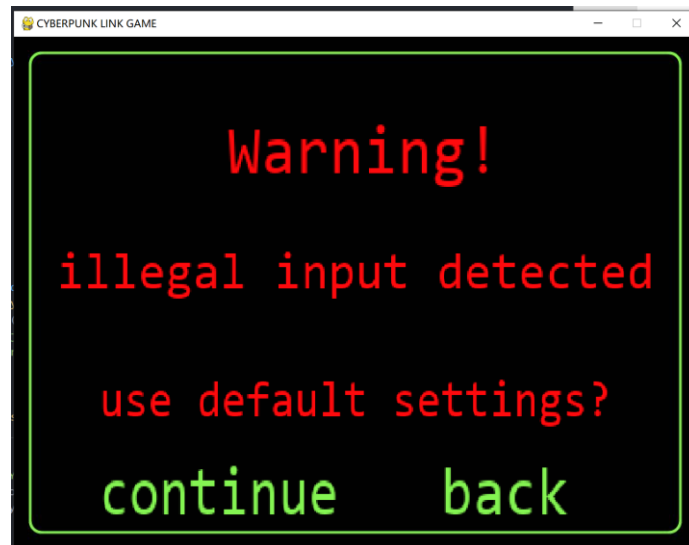 CYBERPUNK LINK GAME
Warning!
illegal input detected
use default settings?
continue back